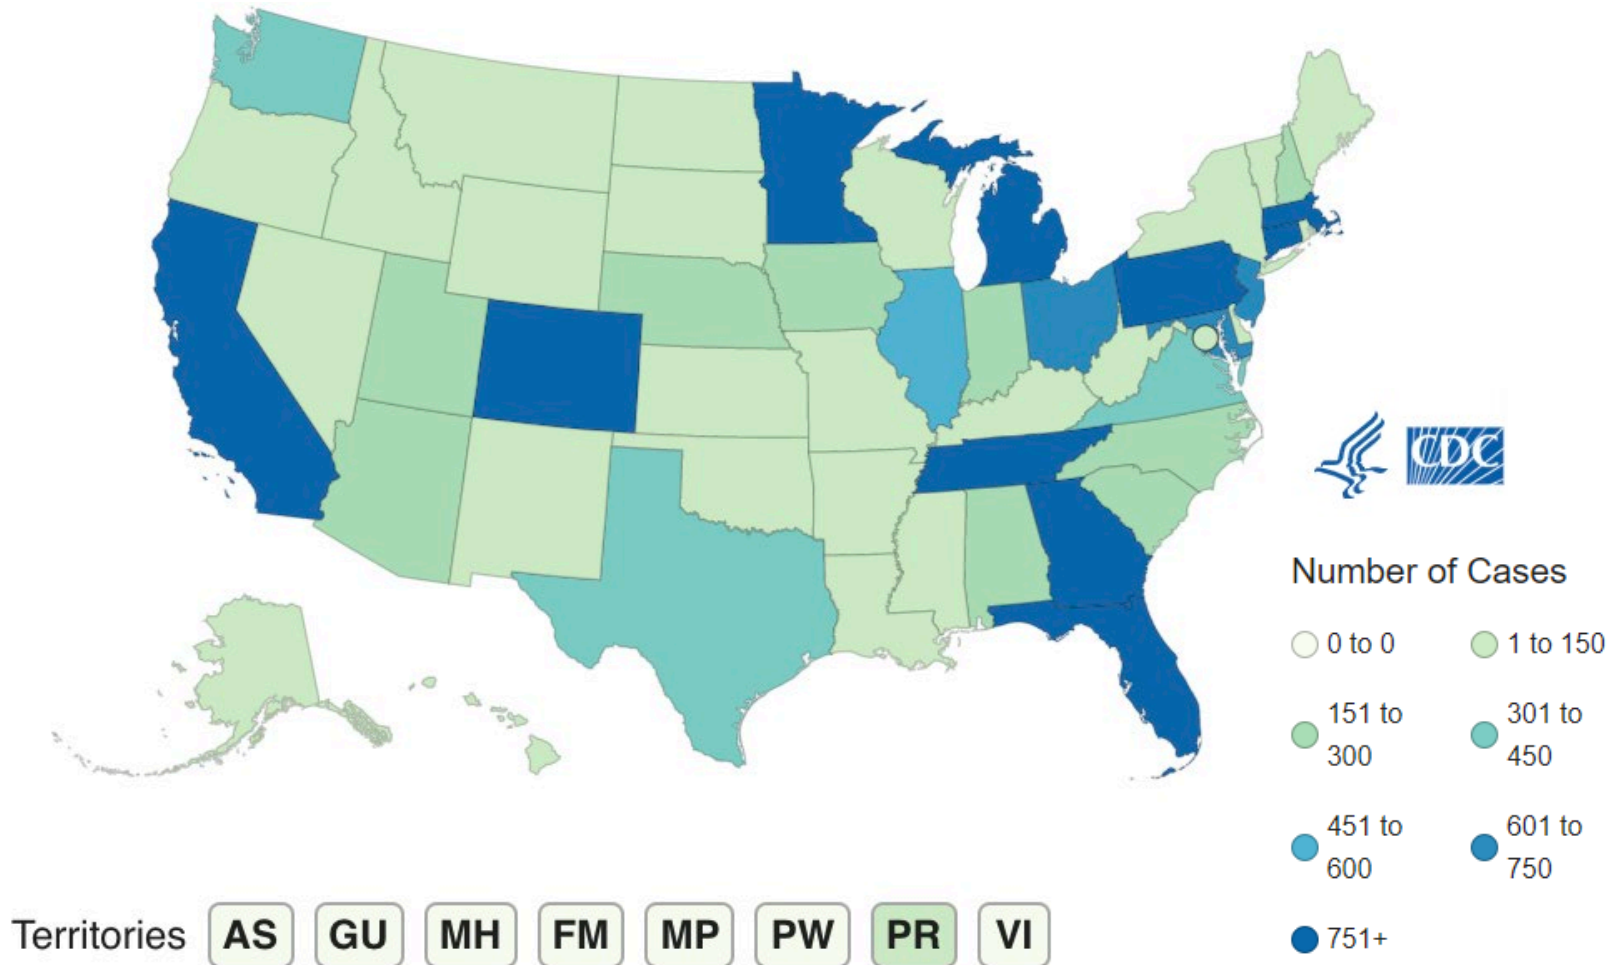 CDC
Number of Cases
0 to 0
1 to 150
151 to
300
301 to
450
451 to
600
601 to
750
751+
Territories AS GU MH FM MP PW PR VI